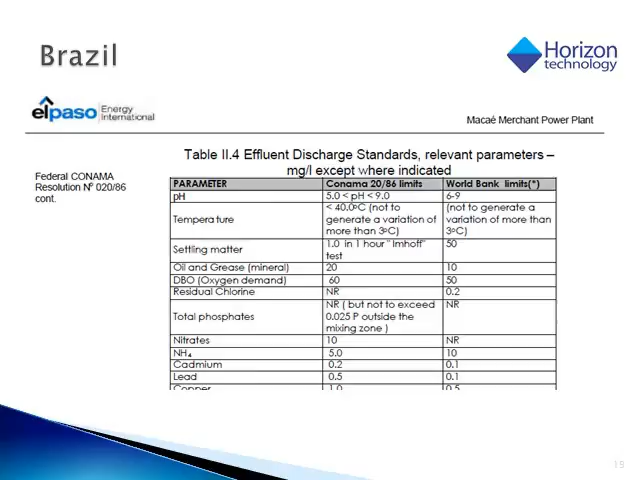 Brazil
Horizon
technology
elpaso Energy
International
Macaé Merchant Power Plant
Federal CONAMA
Resolution Nº 020/86
cont.
Table II.4 Effluent Discharge Standards, relevant parameters –
mg/l except where indicated
PARAMETER Conama 20/86 limits World Bank limits(*)
pH 5.0 < pH < 9.0 6-9
Temperature < 40.0ºC (not to generate a variation of more than 3ºC) (not to generate a variation of more than 3ºC)
Settling matter 1.0 in 1 hour "Imhoff" test 50
Oil and Grease (mineral) 20 10
DBO (Oxygen demand) 60 50
Residual Chlorine NR 0.2
Total phosphates NR ( but not to exceed 0.025 P outside the mixing zone ) NR
Nitrates 10 NR
NH₄ 5.0 10
Cadmium 0.2 0.1
Lead 0.5 0.1
Copper 1.0 0.5
19